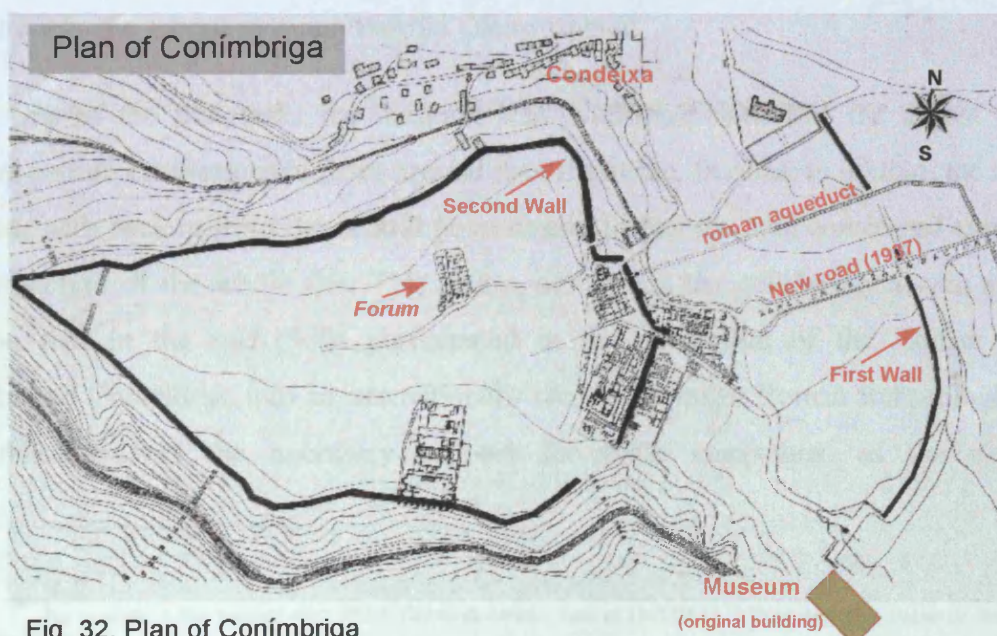 Plan of Conímbriga
Condeixa
N
S
Second Wall
roman aqueduct
New road (1937)
Forum
First Wall
Museum
(original building)
Fig. 32. Plan of Conímbriga